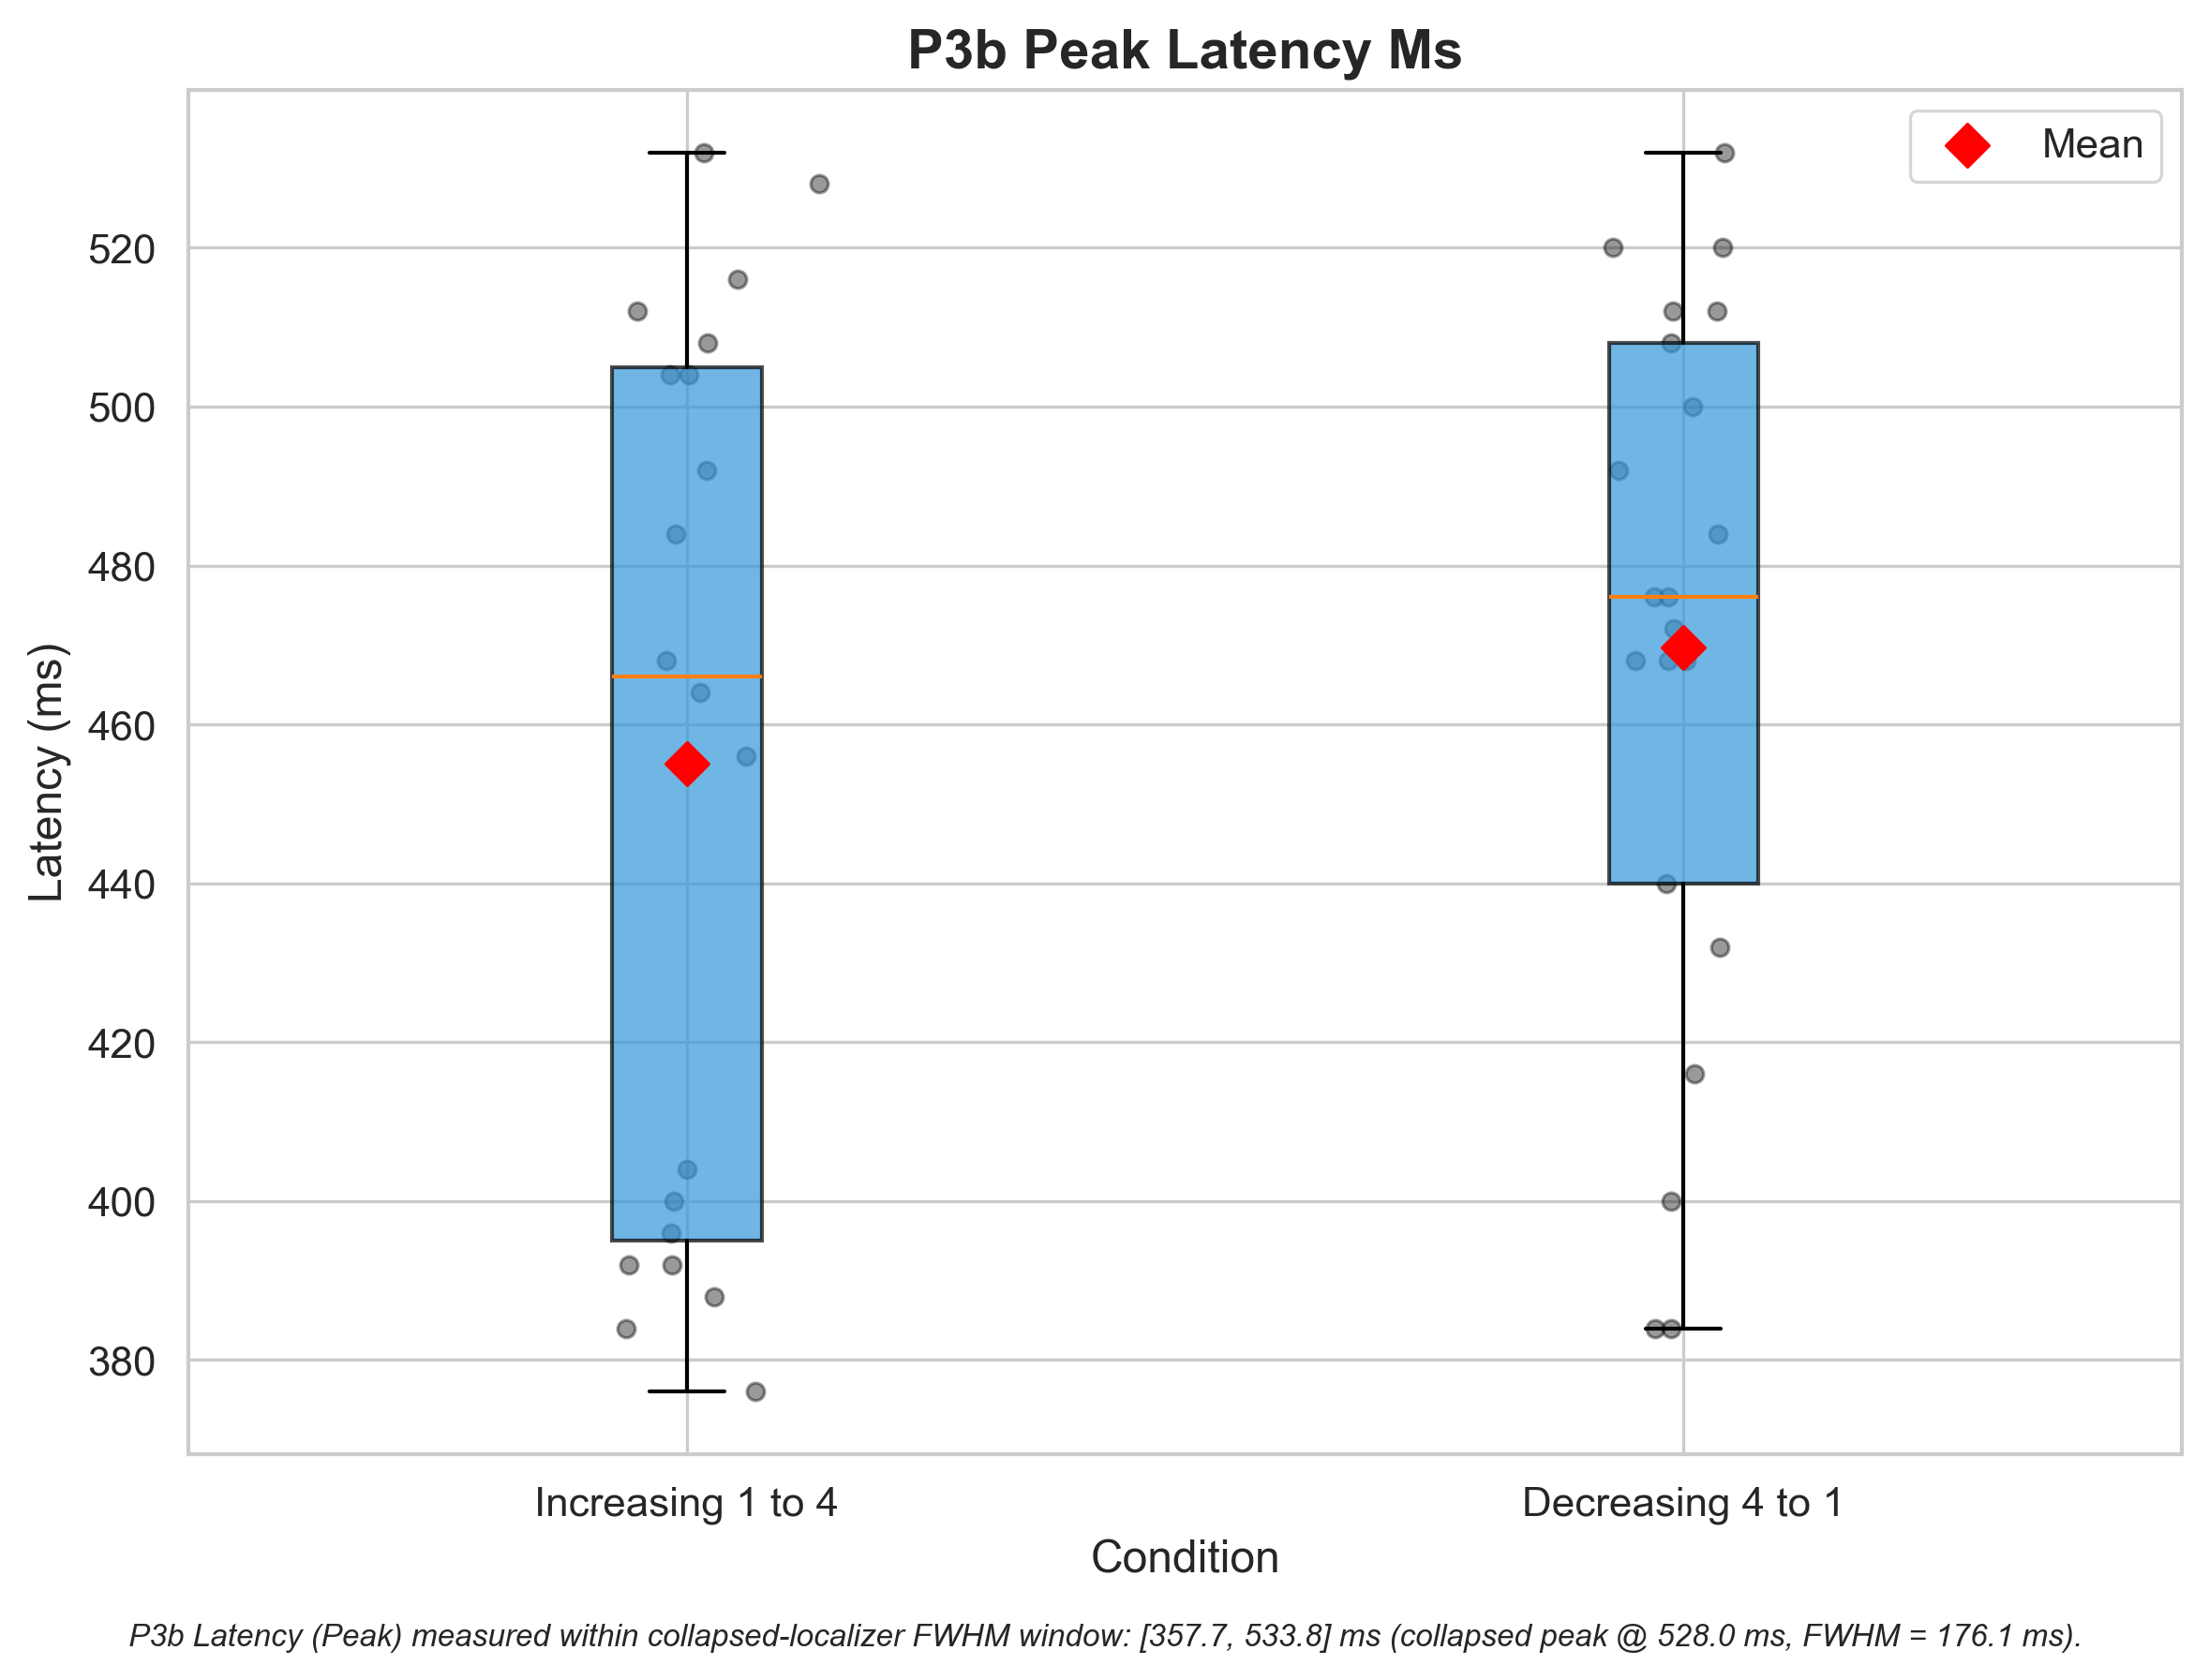 P3b Peak Latency Ms
Mean
520
500
480
460
440
420
400
380
Latency (ms)
Increasing 1 to 4
Decreasing 4 to 1
Condition
P3b Latency (Peak) measured within collapsed-localizer FWHM window: [357.7, 533.8] ms (collapsed peak @ 528.0 ms, FWHM = 176.1 ms).